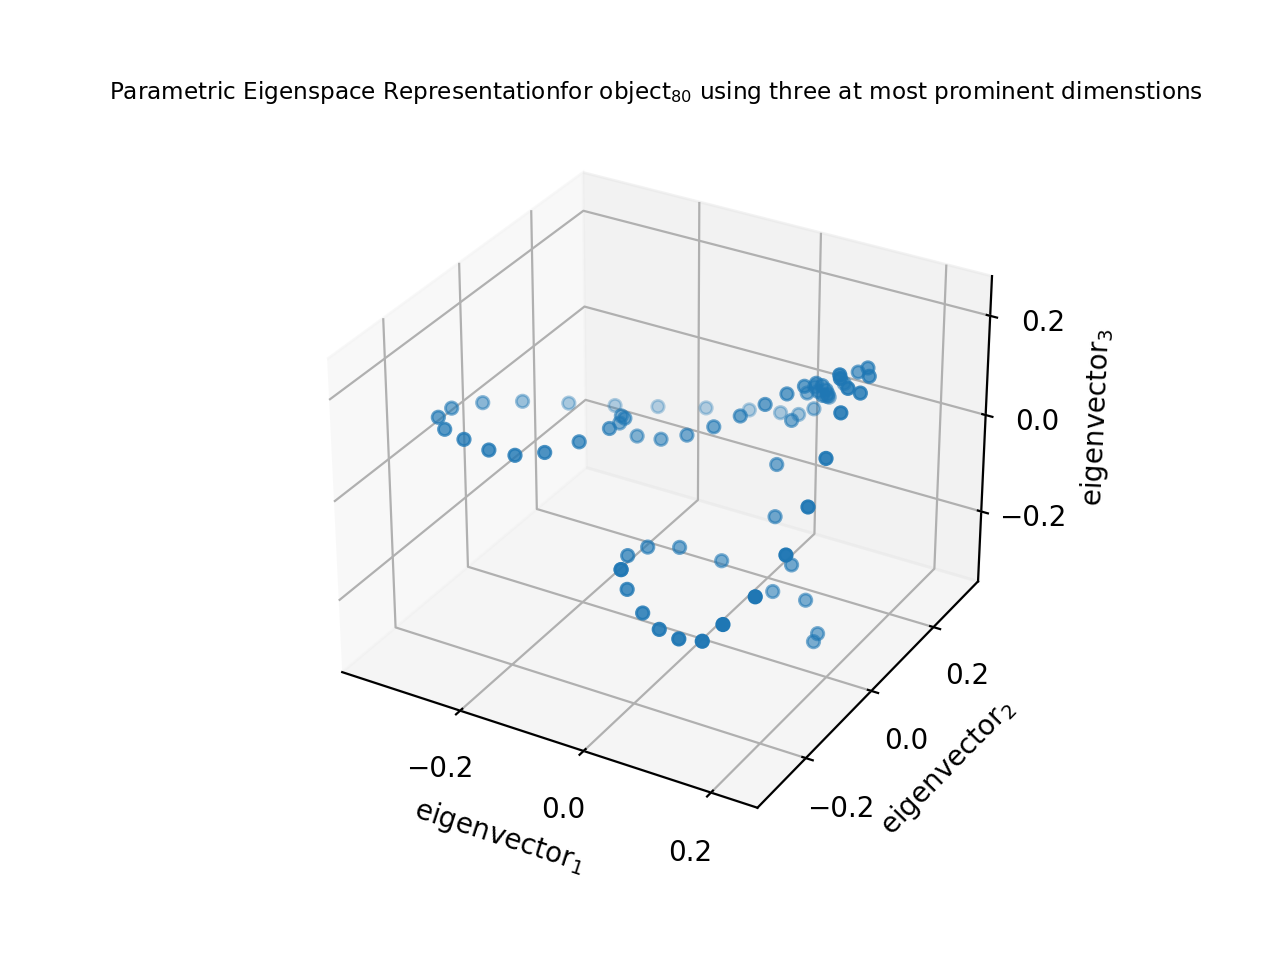 Parametric Eigenspace Representationfor object₈₀ using three at most prominent dimenstions
0.2
0.0
−0.2
eigenvector₃
0.2
0.0
−0.2
eigenvector₂
−0.2
0.0
0.2
eigenvector₁